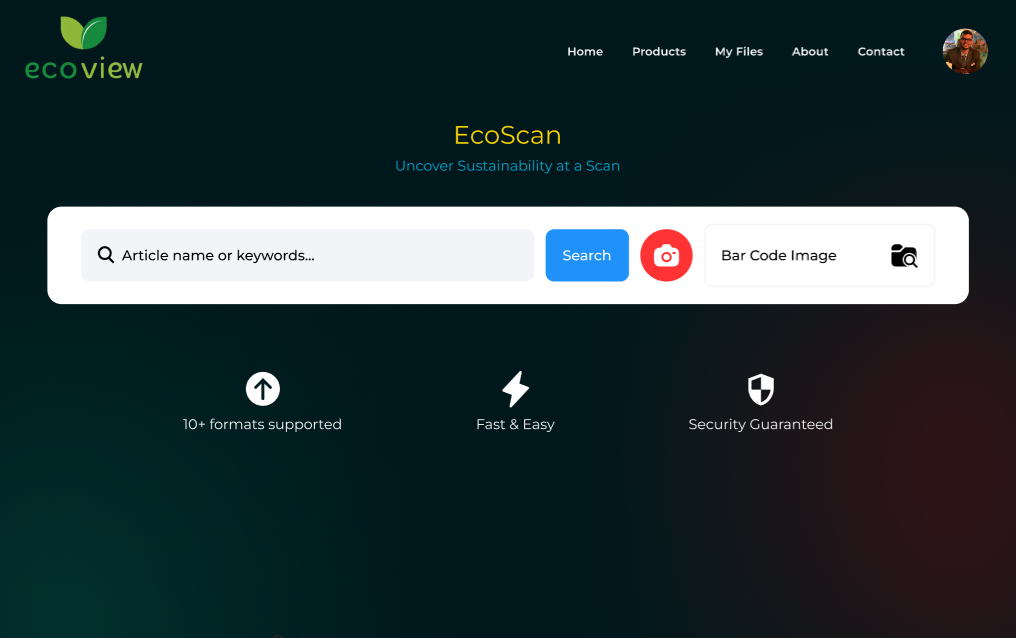 ecoview
Home Products My Files About Contact
EcoScan
Uncover Sustainability at a Scan
Article name or keywords... Search Bar Code Image
10+ formats supported Fast & Easy Security Guaranteed